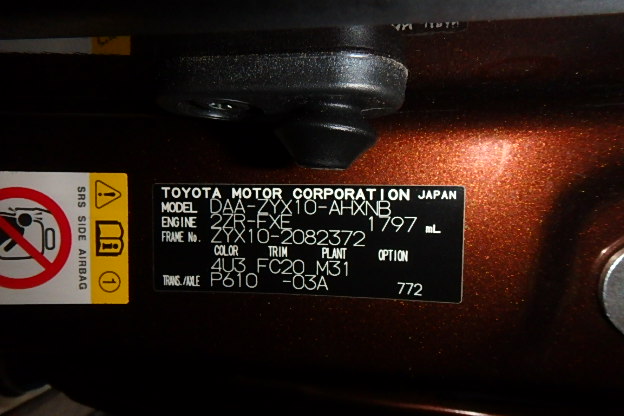 TOYOTA MOTOR CORPORATION JAPAN
MODEL DAA-ZYX10-AHXNB
ENGINE 2ZR-FXE 1797 mL
FRAME No. ZYX10-2082372
COLOR TRIM PLANT OPTION
4U3 FC20 M31
TRANS./AXLE P610 -03A 772
SRS SIDE AIRBAG
i
1